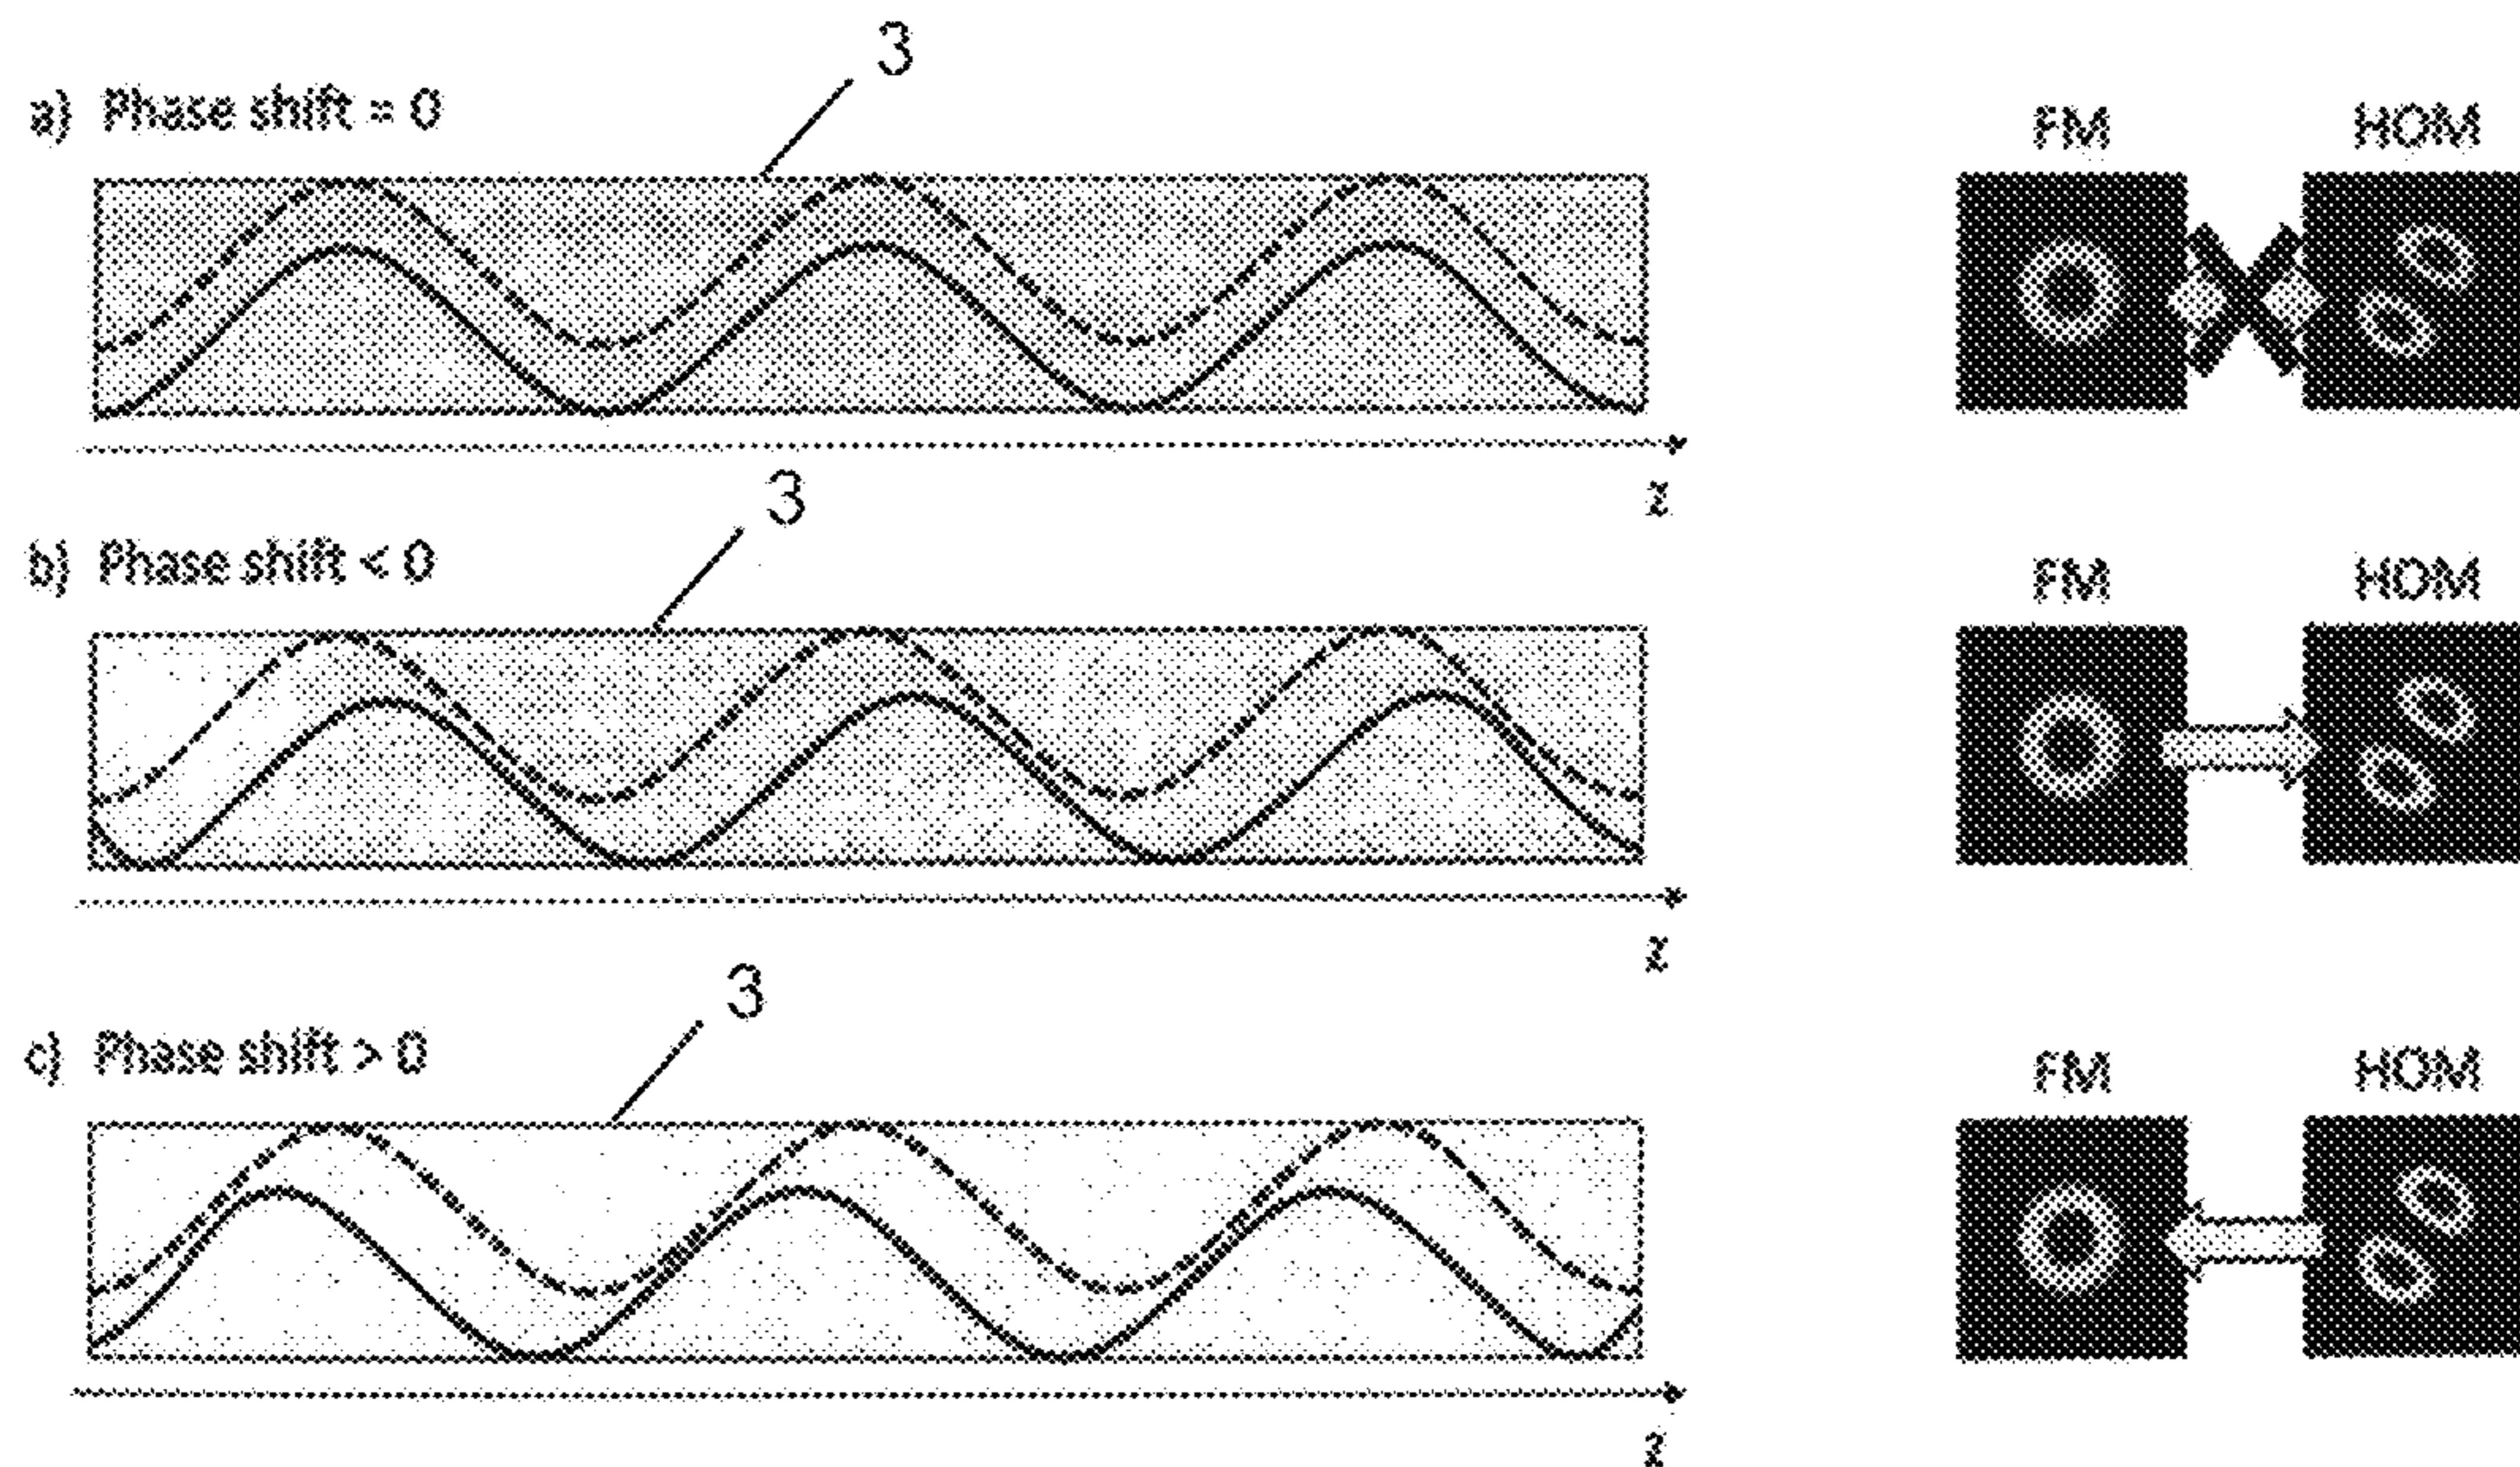 3
a) Phase shift = 0
FM HOM
z
3
b) Phase shift < 0
FM HOM
z
3
c) Phase shift > 0
FM HOM
z